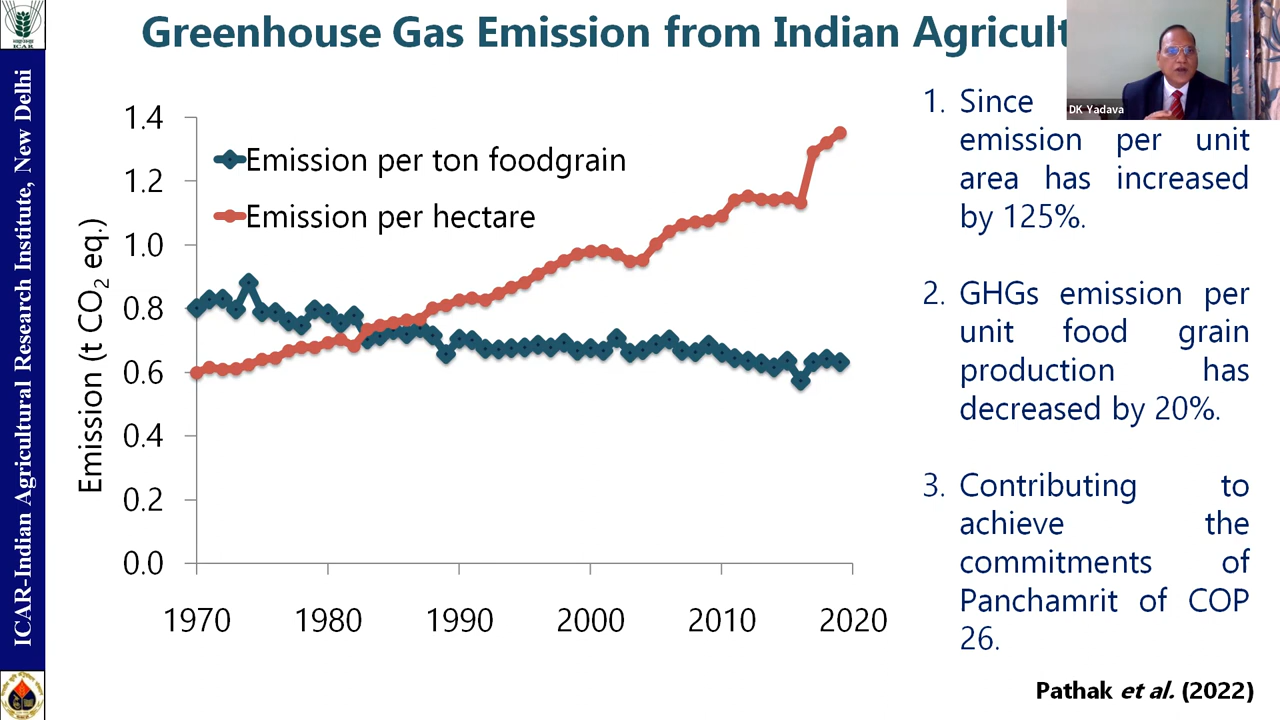 ICAR
ICAR-Indian Agricultural Research Institute, New Delhi
Greenhouse Gas Emission from Indian Agricult
DK Yadava
Emission (t CO₂ eq.)
1.4
1.2
1.0
0.8
0.6
0.4
0.2
0.0
1970 1980 1990 2000 2010 2020
Emission per ton foodgrain
Emission per hectare
1. Since
emission per unit
area has increased
by 125%.
2. GHGs emission per
unit food grain
production has
decreased by 20%.
3. Contributing to
achieve the
commitments of
Panchamrit of COP
26.
Pathak et al. (2022)